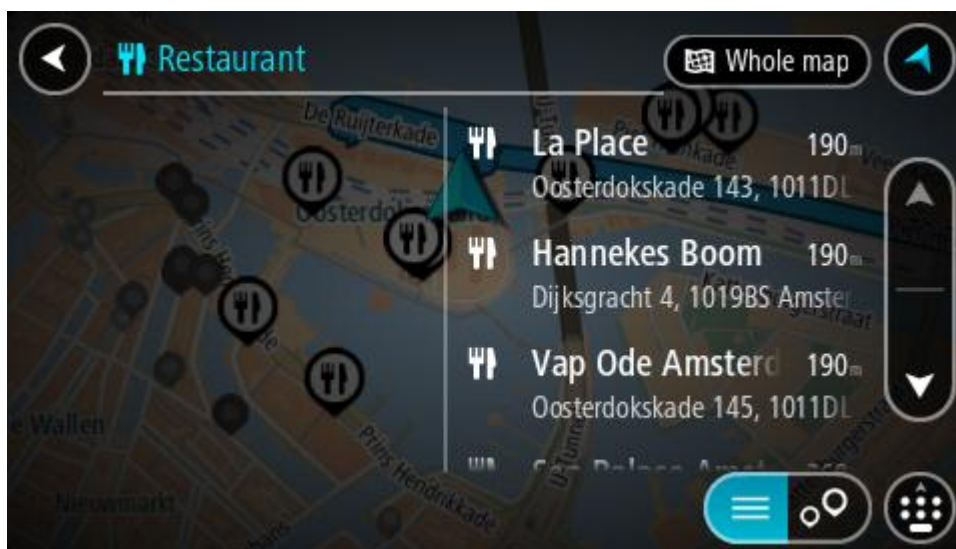 Restaurant
Whole map
De Ruijterkade
La Place 190m
Oosterdokskade 143, 1011DL
Hannekes Boom 190m
Dijksgracht 4, 1019BS Amster
Vap Ode Amsterd 190m
Oosterdokskade 145, 1011DL
Prins Hendrikkade
Nieuwmarkt